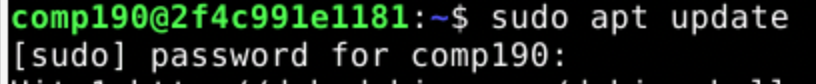 comp190@2f4c991e1181:~$ sudo apt update
[sudo] password for comp190: